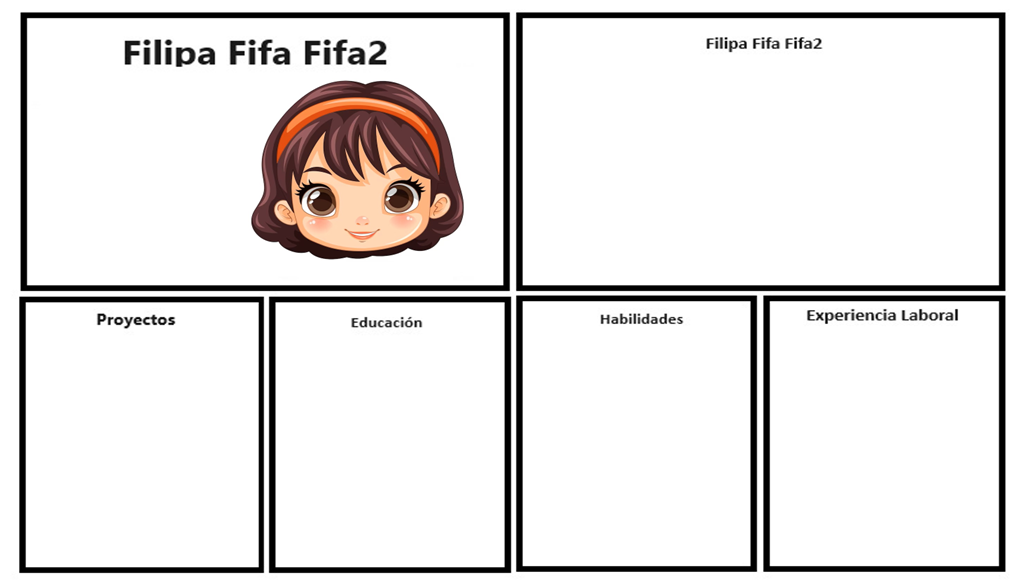 Filipa Fifa Fifa2
Filipa Fifa Fifa2
Proyectos
Educación
Habilidades
Experiencia Laboral